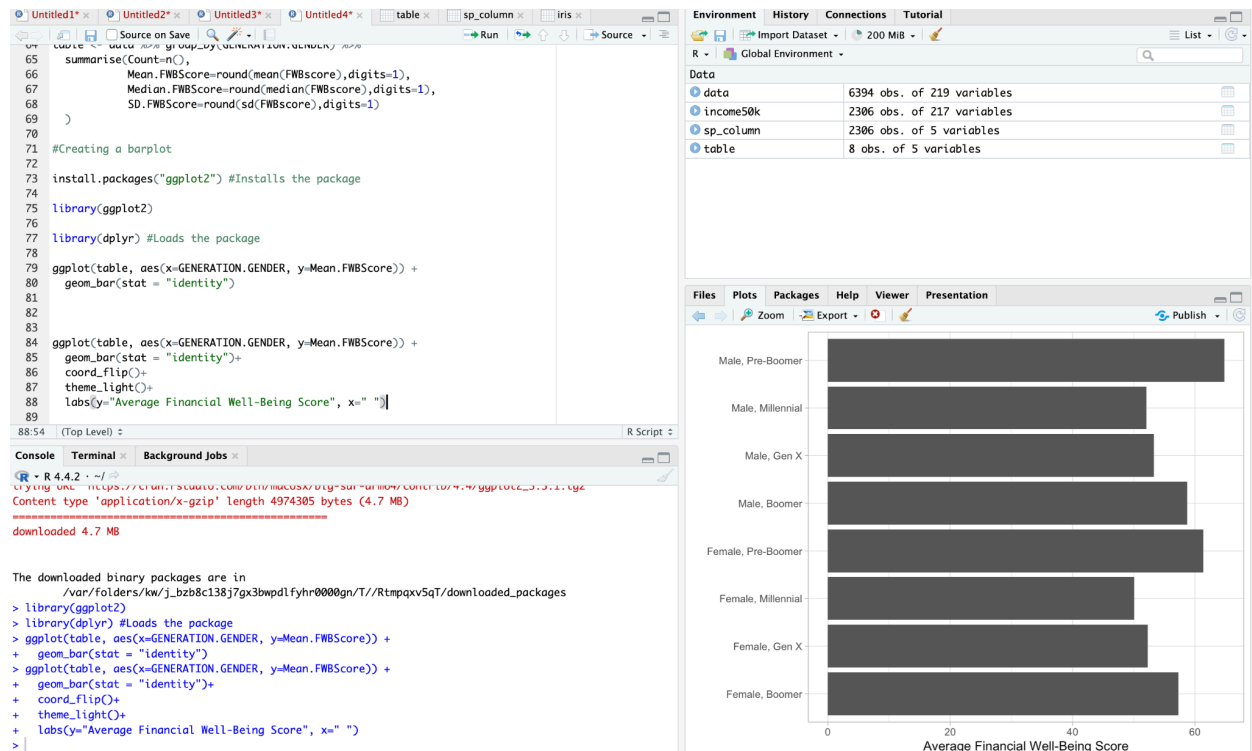 Untitled1* Untitled2* Untitled3* Untitled4* table sp_column iris
Source on Save Run Source
64 table <- data %>% group_by(GENERATION.GENDER) %>%
65 summarise(Count=n(),
66 Mean.FWBScore=round(mean(FWBscore),digits=1),
67 Median.FWBScore=round(median(FWBscore),digits=1),
68 SD.FWBScore=round(sd(FWBscore),digits=1)
69 )
70
71 #Creating a barplot
72
73 install.packages("ggplot2") #Installs the package
74
75 library(ggplot2)
76
77 library(dplyr) #Loads the package
78
79 ggplot(table, aes(x=GENERATION.GENDER, y=Mean.FWBScore)) +
80 geom_bar(stat = "identity")
81
82
83
84 ggplot(table, aes(x=GENERATION.GENDER, y=Mean.FWBScore)) +
85 geom_bar(stat = "identity")+
86 coord_flip()+
87 theme_light()+
88 labs(y="Average Financial Well-Being Score", x=" ")
89
88:54 (Top Level) R Script
Console Terminal Background Jobs
R 4.4.2 · ~/
Content type 'application/x-gzip' length 4974305 bytes (4.7 MB)
==================================================
downloaded 4.7 MB
The downloaded binary packages are in
/var/folders/kw/j_bzb8c138j7gx3bwpdlfyhr0000gn/T//Rtmpqxv5qT/downloaded_packages
> library(ggplot2)
> library(dplyr) #Loads the package
> ggplot(table, aes(x=GENERATION.GENDER, y=Mean.FWBScore)) +
+ geom_bar(stat = "identity")
> ggplot(table, aes(x=GENERATION.GENDER, y=Mean.FWBScore)) +
+ geom_bar(stat = "identity")+
+ coord_flip()+
+ theme_light()+
+ labs(y="Average Financial Well-Being Score", x=" ")
>
Environment History Connections Tutorial
Import Dataset 200 MiB List
R Global Environment
Data
data 6394 obs. of 219 variables
income50k 2306 obs. of 217 variables
sp_column 2306 obs. of 5 variables
table 8 obs. of 5 variables
Files Plots Packages Help Viewer Presentation
Zoom Export Publish
Male, Pre-Boomer
Male, Millennial
Male, Gen X
Male, Boomer
Female, Pre-Boomer
Female, Millennial
Female, Gen X
Female, Boomer
0 20 40 60
Average Financial Well-Being Score